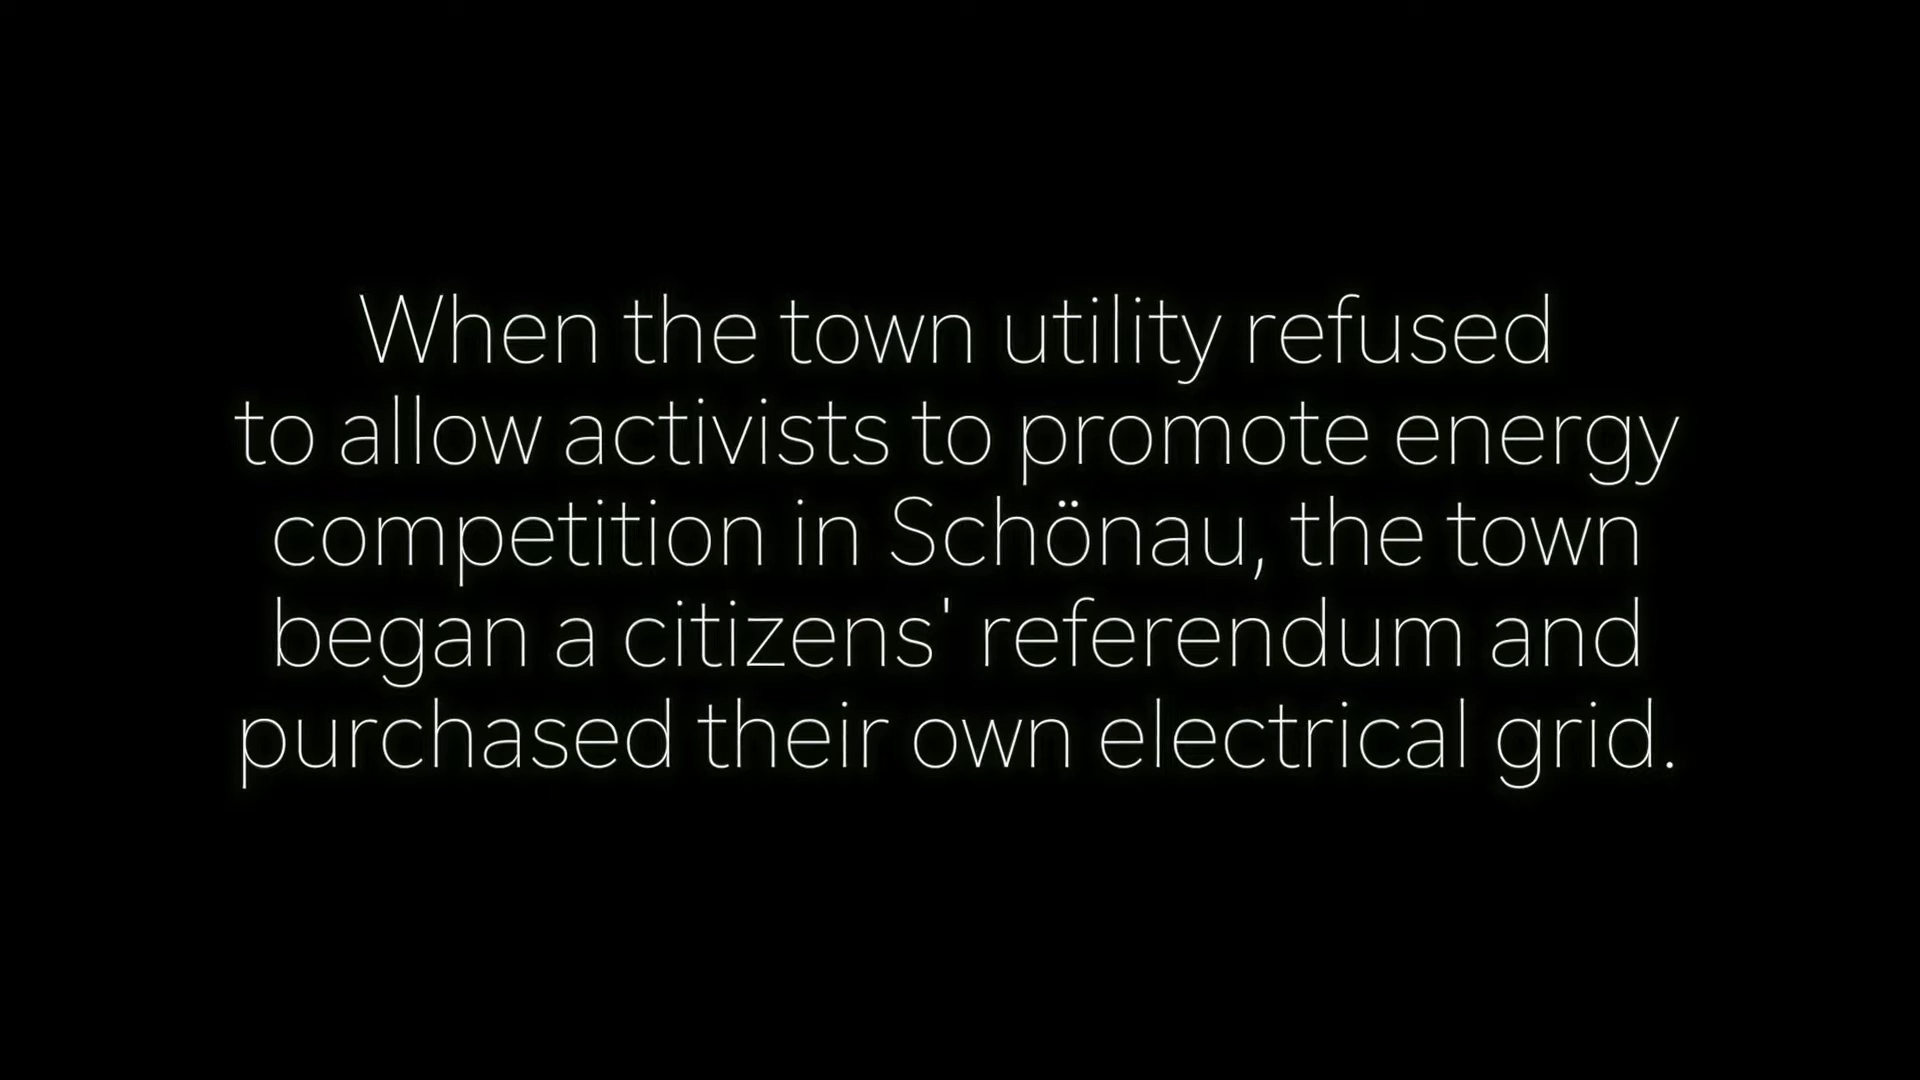 When the town utility refused
to allow activists to promote energy
competition in Schönau, the town
began a citizens' referendum and
purchased their own electrical grid.